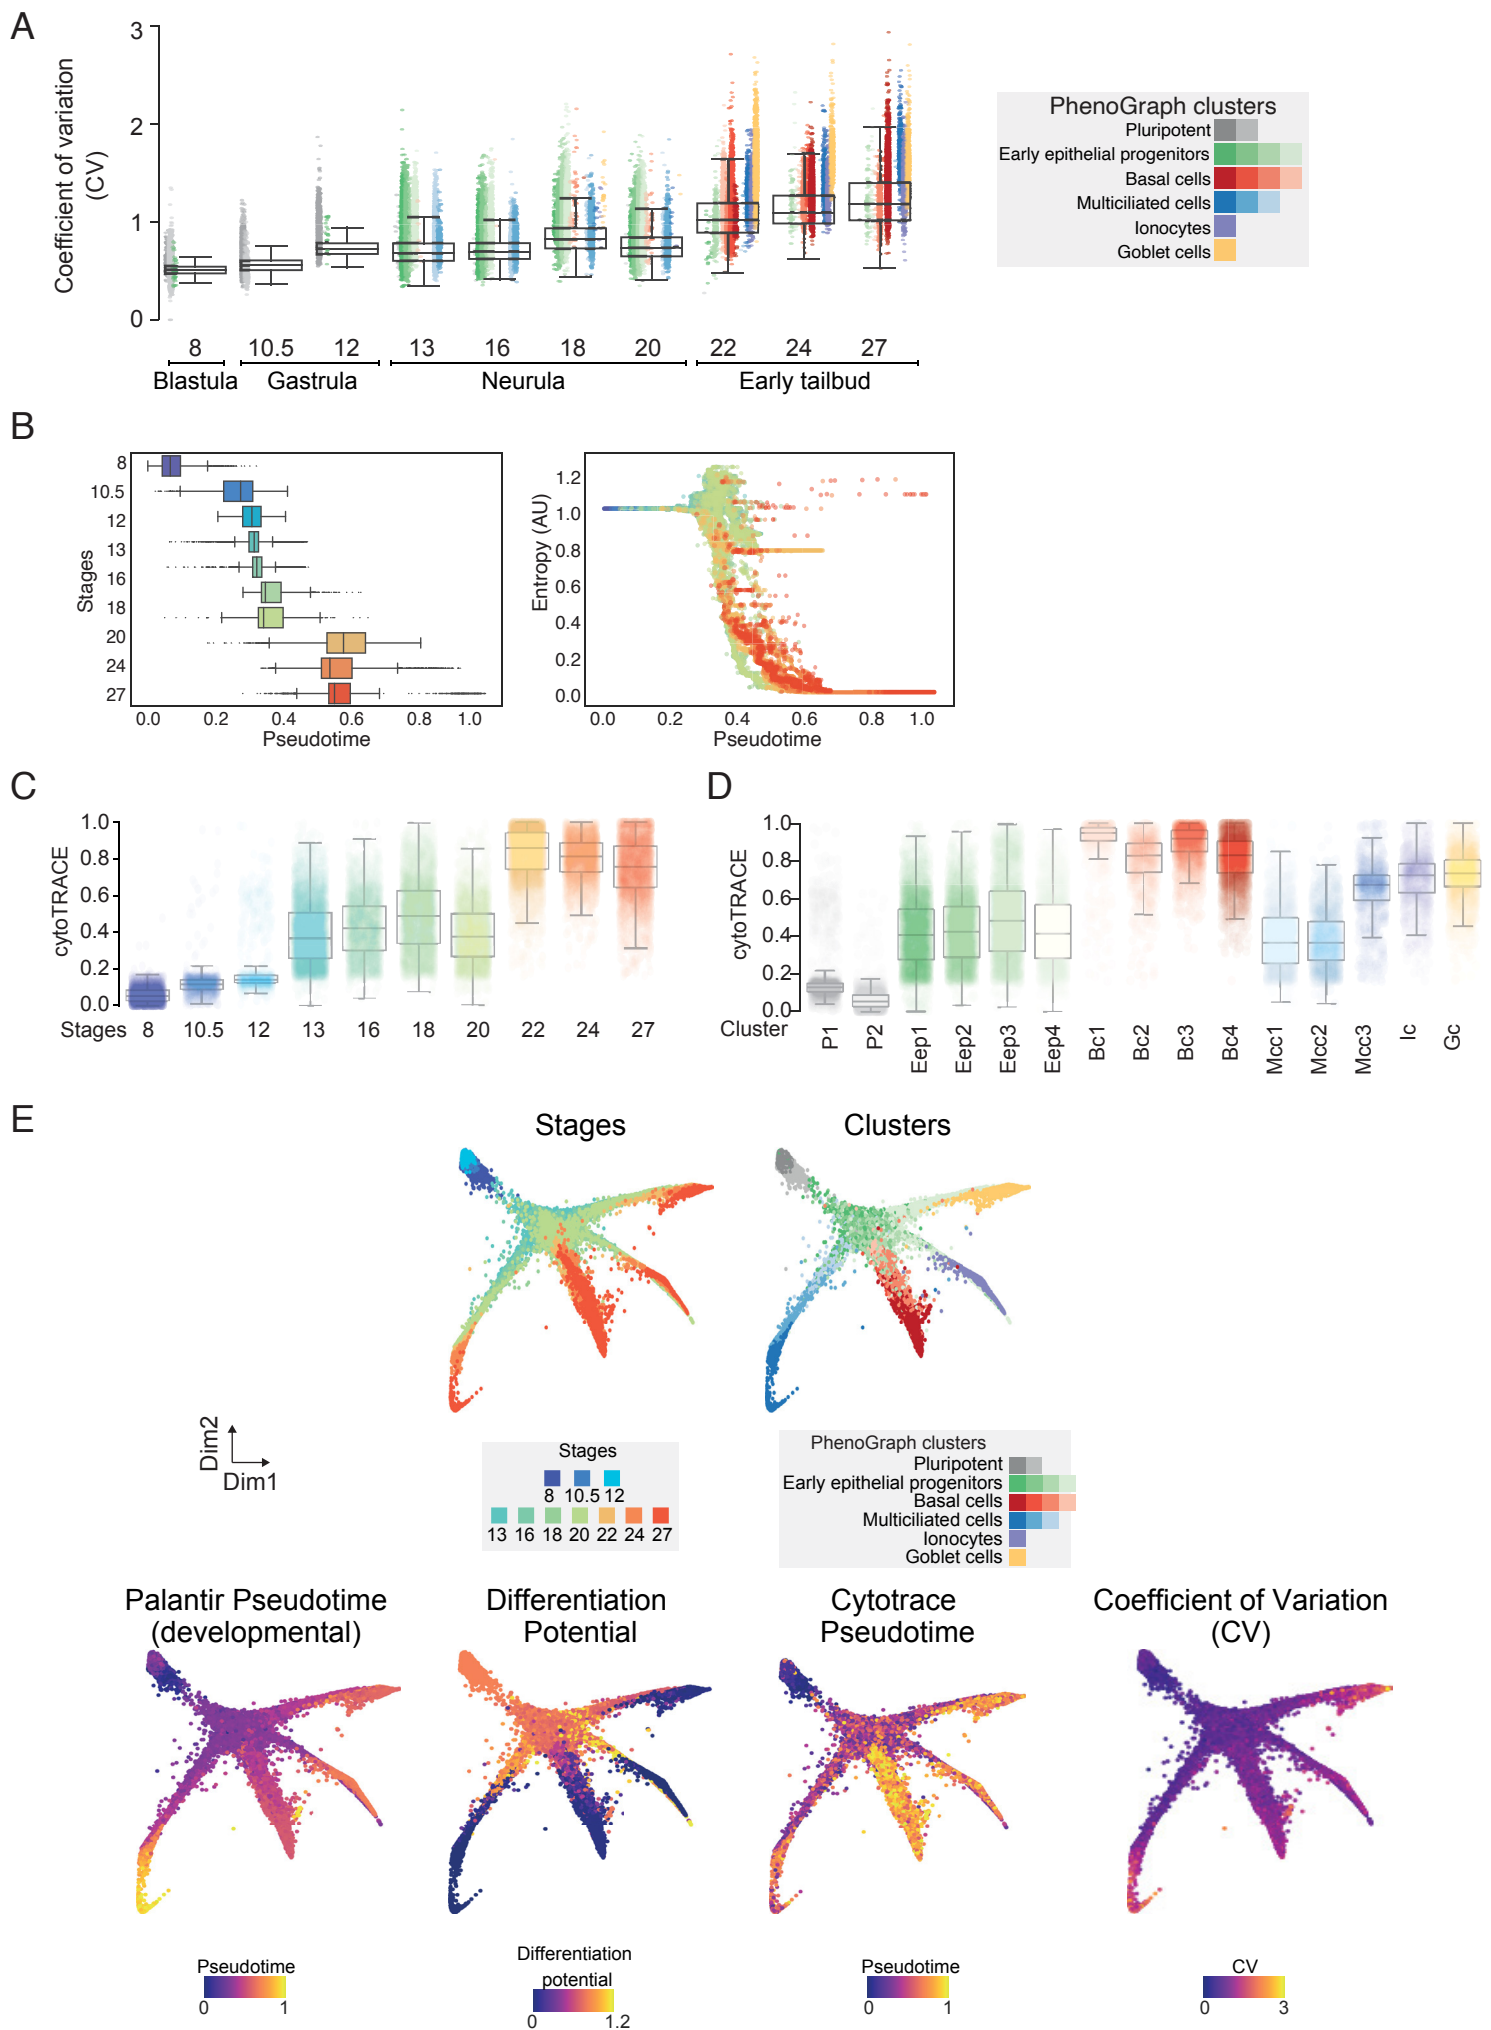 A
3
2
1
0
Coefficient of variation
(CV)
8 10.5 12 13 16 18 20 22 24 27
Blastula Gastrula Neurula Early tailbud
PhenoGraph clusters
Pluripotent
Early epithelial progenitors
Basal cells
Multiciliated cells
Ionocytes
Goblet cells
B
Stages
8
10.5
12
13
16
18
20
24
27
0.0 0.2 0.4 0.6 0.8 1.0
Pseudotime
Entropy (AU)
1.2
1.0
0.8
0.6
0.4
0.2
0.0
0.0 0.2 0.4 0.6 0.8 1.0
Pseudotime
C
cytoTRACE
1.0
0.8
0.6
0.4
0.2
0.0
Stages 8 10.5 12 13 16 18 20 22 24 27
D
cytoTRACE
1.0
0.8
0.6
0.4
0.2
0.0
Cluster P1 P2 Eep1 Eep2 Eep3 Eep4 Bc1 Bc2 Bc3 Bc4 Mcc1 Mcc2 Mcc3 Ic Gc
E
Stages
Clusters
Dim2
Dim1
Stages
8 10.5 12
13 16 18 20 22 24 27
PhenoGraph clusters
Pluripotent
Early epithelial progenitors
Basal cells
Multiciliated cells
Ionocytes
Goblet cells
Palantir Pseudotime
(developmental)
Differentiation
Potential
Cytotrace
Pseudotime
Coefficient of Variation
(CV)
Pseudotime
0 1
Differentiation
potential
0 1.2
Pseudotime
0 1
CV
0 3